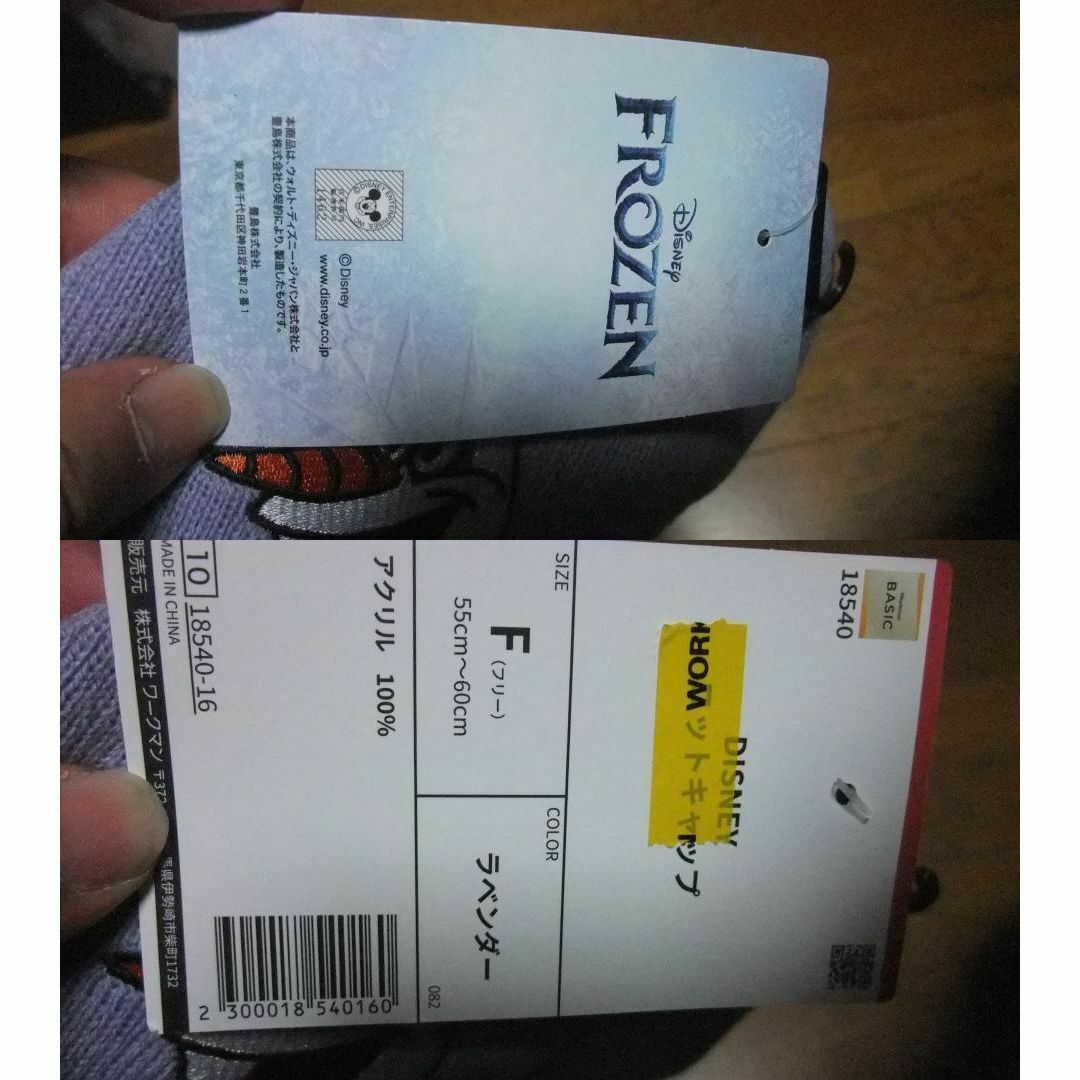 Disney
FROZEN
©DISNEY ENTERPRISES, INC.
1462
©Disney
www.disney.co.jp
本商品は、ウォルト・ディズニー・ジャパン株式会社と
豊島株式会社の契約により、製造したものです。
豊島株式会社
東京都千代田区神田岩本町2番1
Workman
BASIC
18540
DISNEY
ットキャップ
WORK
SIZE
F
(フリー)
55cm〜60cm
COLOR
ラベンダー
082
アクリル 100%
10 18540-16
MADE IN CHINA
販売元 株式会社 ワークマン 〒372
県伊勢崎市柴町1732
2 300018 540160